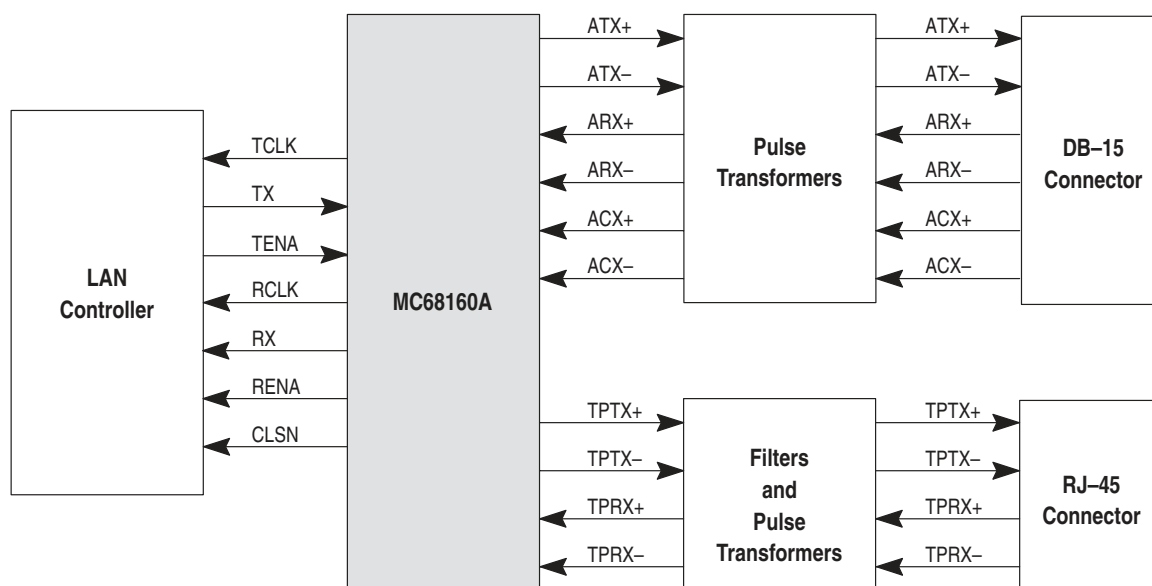 LAN
Controller
TCLK
TX
TENA
RCLK
RX
RENA
CLSN
MC68160A
ATX+
ATX–
ARX+
ARX–
ACX+
ACX–
Pulse
Transformers
ATX+
ATX–
ARX+
ARX–
ACX+
ACX–
DB–15
Connector
TPTX+
TPTX–
TPRX+
TPRX–
Filters
and
Pulse
Transformers
TPTX+
TPTX–
TPRX+
TPRX–
RJ–45
Connector